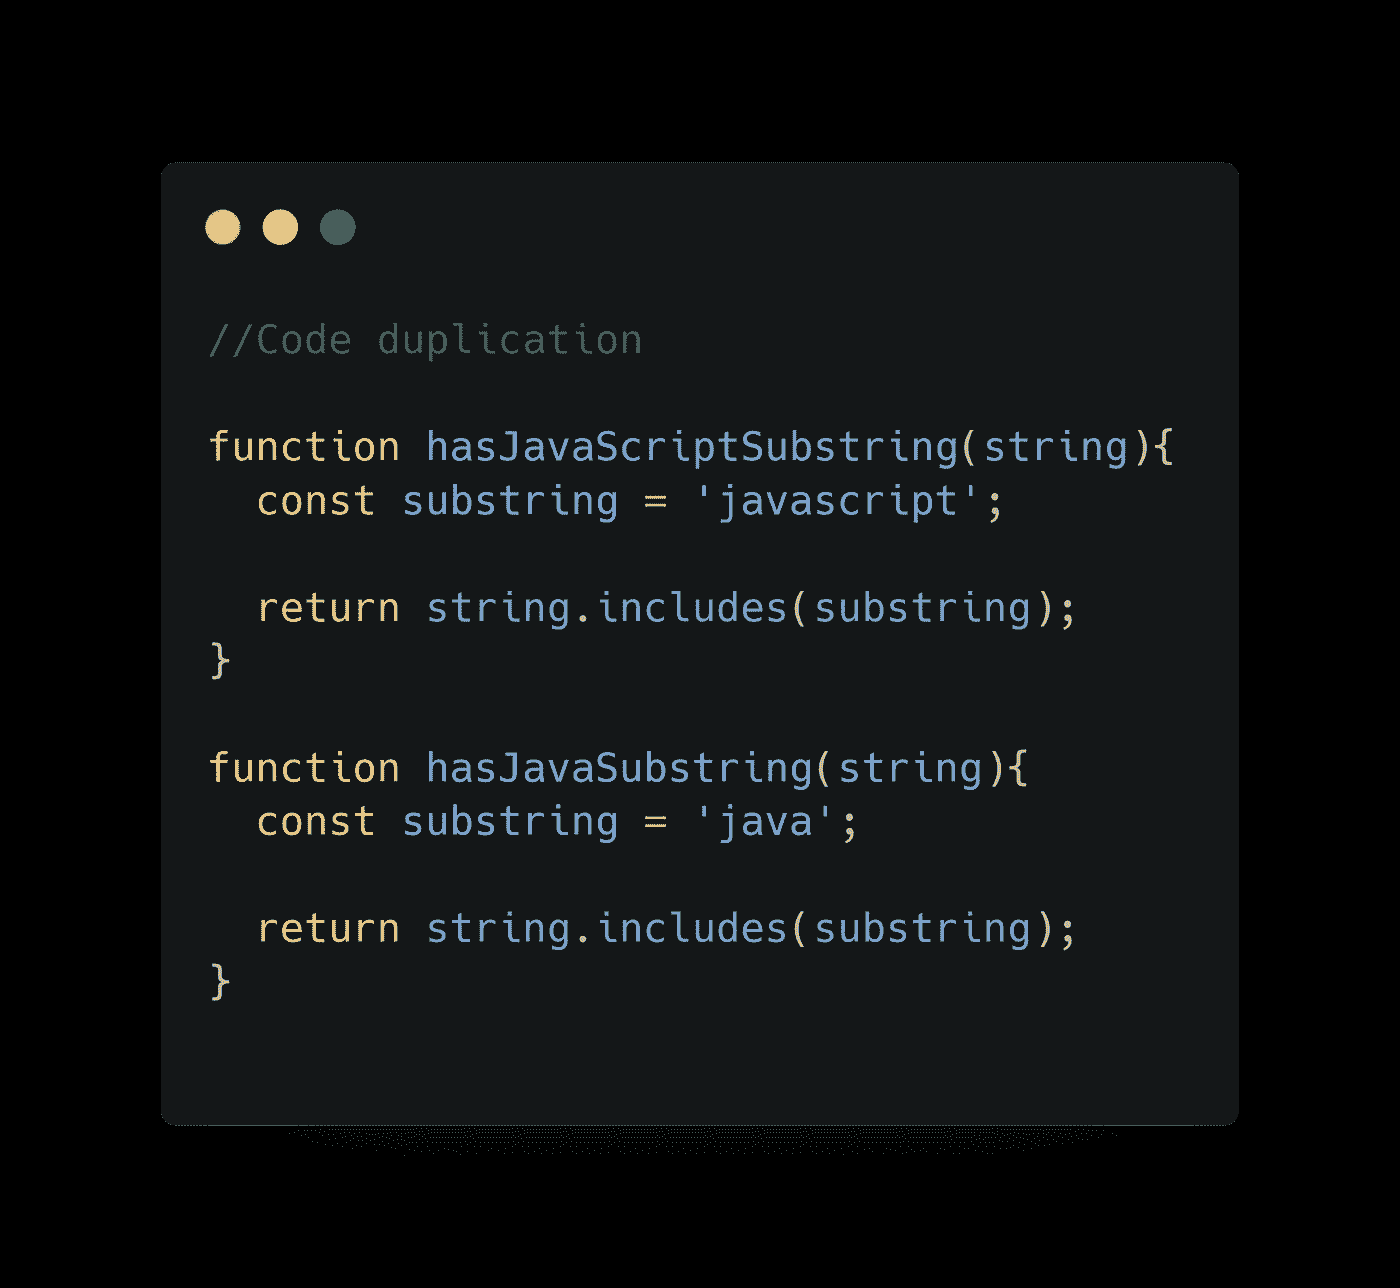 //Code duplication
function hasJavaScriptSubstring(string){
const substring = 'javascript';
return string.includes(substring);
}
function hasJavaSubstring(string){
const substring = 'java';
return string.includes(substring);
}